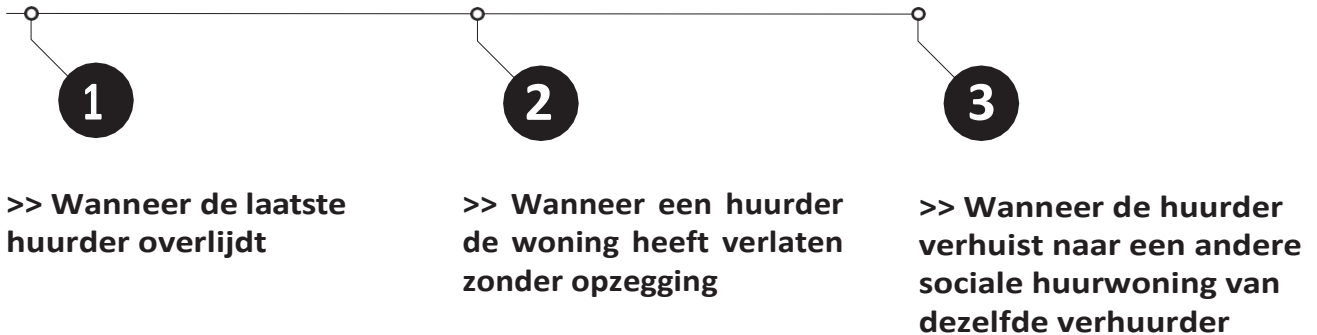 1
>> Wanneer de laatste
huurder overlijdt
2
>> Wanneer een huurder
de woning heeft verlaten
zonder opzegging
3
>> Wanneer de huurder
verhuist naar een andere
sociale huurwoning van
dezelfde verhuurder